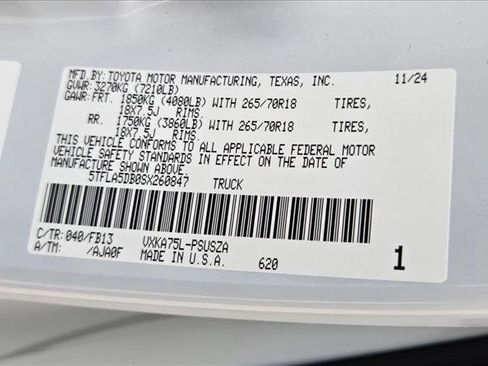 MFD.BY: TOYOTA MOTOR MANUFACTURING, TEXAS, INC. 11/24
GVWR: 3270KG (7210LB)
GAWR: FRT. 1850KG (4080LB) WITH 265/70R18 TIRES,
18X7.5J RIMS.
RR. 1750KG (3860LB) WITH 265/70R18 TIRES,
18X7.5J RIMS.
THIS VEHICLE CONFORMS TO ALL APPLICABLE FEDERAL MOTOR
VEHICLE SAFETY STANDARDS IN EFFECT ON THE DATE OF
MANUFACTURE SHOWN ABOVE.
5TFLA5DB0SX260847 TRUCK
C/TR: 040/FB13 VXKA75L-PSUSZA
A/TM: /AJA0F MADE IN U.S.A. 620 1